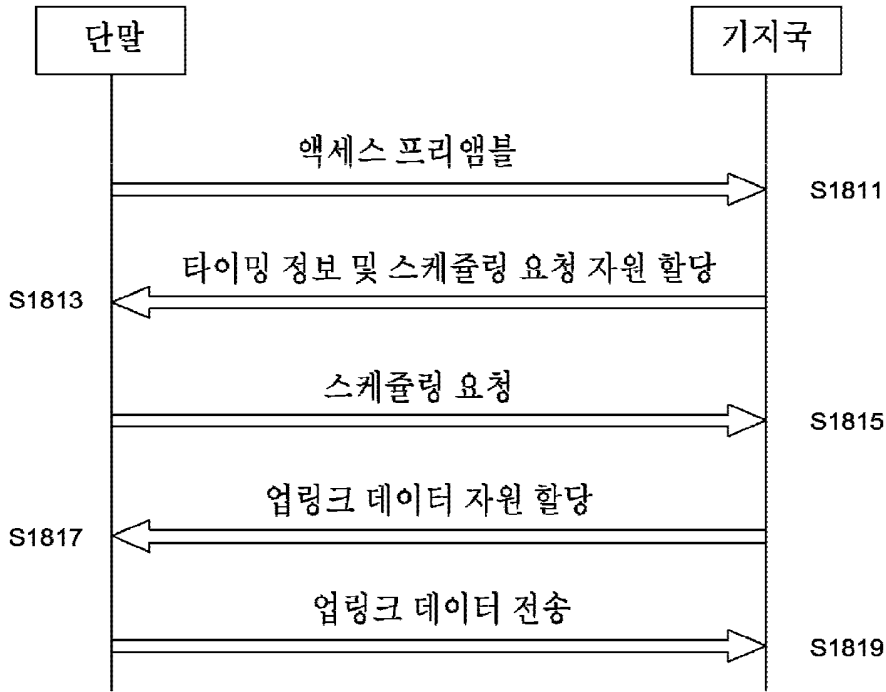 단말
기지국
액세스 프리앰블
S1811
타이밍 정보 및 스케쥴링 요청 자원 할당
S1813
스케쥴링 요청
S1815
업링크 데이터 자원 할당
S1817
업링크 데이터 전송
S1819